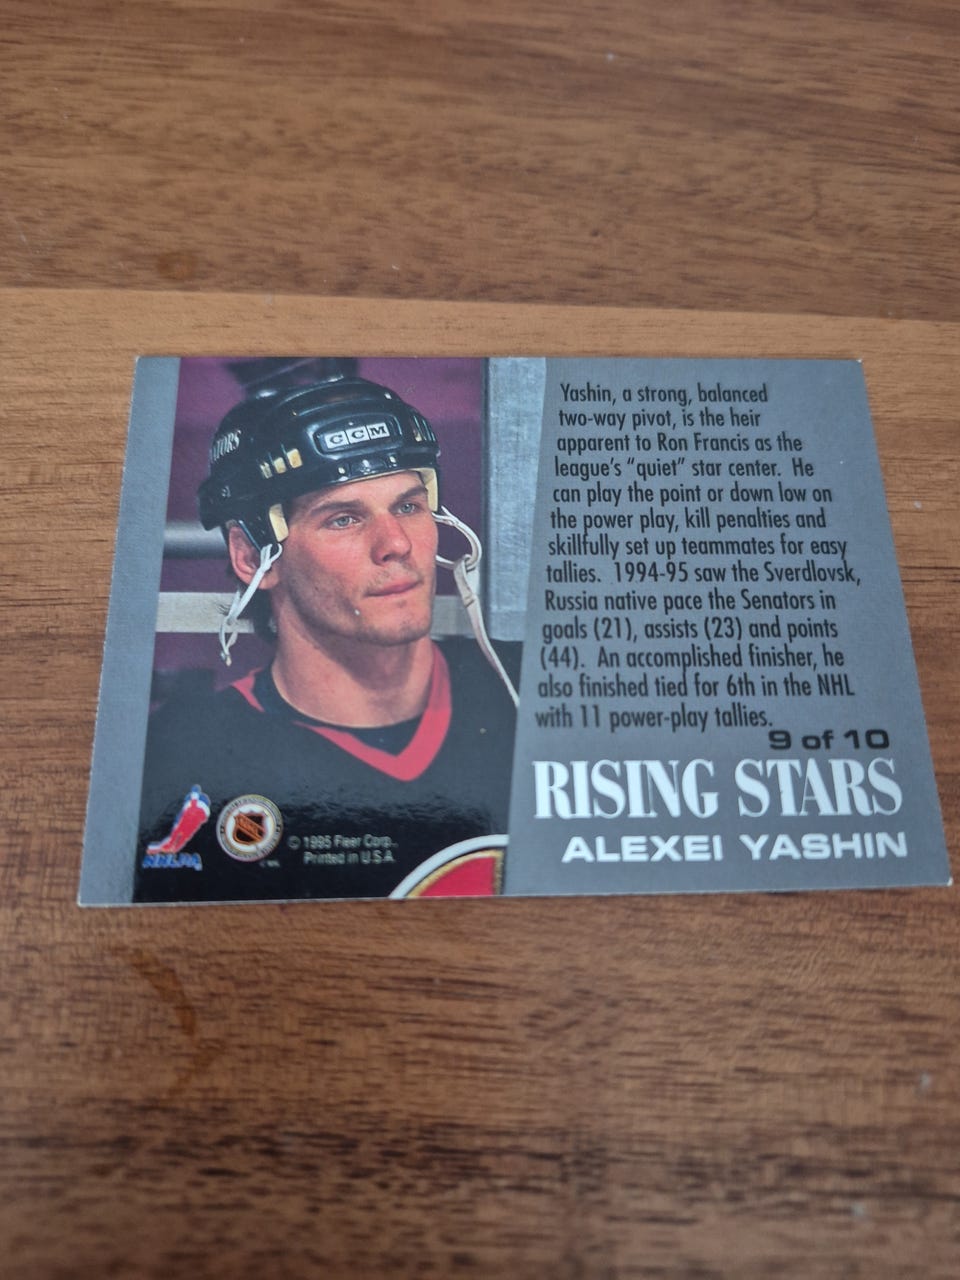 Yashin, a strong, balanced
two-way pivot, is the heir
apparent to Ron Francis as the
league's "quiet" star center. He
can play the point or down low on
the power play, kill penalties and
skillfully set up teammates for easy
tallies. 1994-95 saw the Sverdlovsk,
Russia native pace the Senators in
goals (21), assists (23) and points
(44). An accomplished finisher, he
also finished tied for 6th in the NHL
with 11 power-play tallies.
9 of 10
RISING STARS
ALEXEI YASHIN
CCM
NHLPA
© 1995 Fleer Corp.,
Printed in U.S.A.